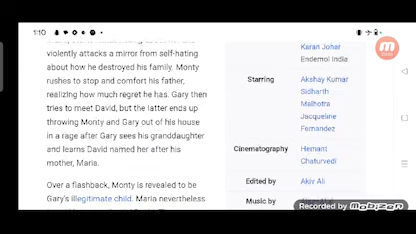 1:10
violently attacks a mirror from self-hating
about how he destroyed his family. Monty
rushes to stop and comfort his father,
realizing how much regret he has. Gary then
tries to meet David, but the latter ends up
throwing Monty and Gary out of his house
in a rage after Gary sees his granddaughter
and learns David named her after his
mother, Maria.
Over a flashback, Monty is revealed to be
Gary's illegitimate child. Maria nevertheless
Karan Johar
Endemol India
Starring
Akshay Kumar
Sidharth
Malhotra
Jacqueline
Fernandez
Cinematography
Hemant
Chaturvedi
Edited by
Akiv Ali
Music by
Recorded by mobizen